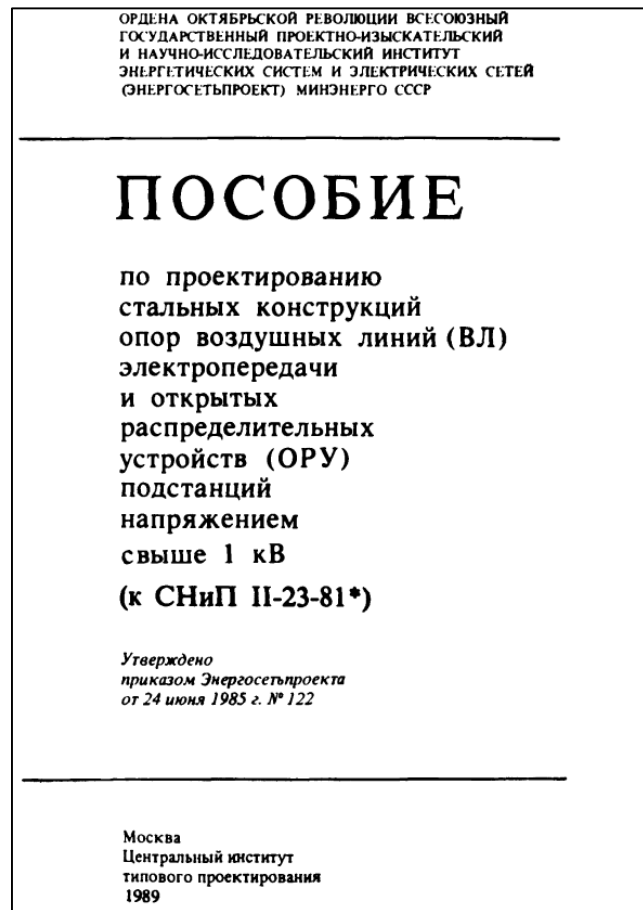 ОРДЕНА ОКТЯБРЬСКОЙ РЕВОЛЮЦИИ ВСЕСОЮЗНЫЙ
ГОСУДАРСТВЕННЫЙ ПРОЕКТНО-ИЗЫСКАТЕЛЬСКИЙ
И НАУЧНО-ИССЛЕДОВАТЕЛЬСКИЙ ИНСТИТУТ
ЭНЕРГЕТИЧЕСКИХ СИСТЕМ И ЭЛЕКТРИЧЕСКИХ СЕТЕЙ
(ЭНЕРГОСЕТЬПРОЕКТ) МИНЭНЕРГО СССР
ПОСОБИЕ
по проектированию
стальных конструкций
опор воздушных линий (ВЛ)
электропередачи
и открытых
распределительных
устройств (ОРУ)
подстанций
напряжением
свыше 1 кВ
(к СНиП II-23-81*)
Утверждено
приказом Энергосетьпроекта
от 24 июня 1985 г. № 122
Москва
Центральный институт
типового проектирования
1989